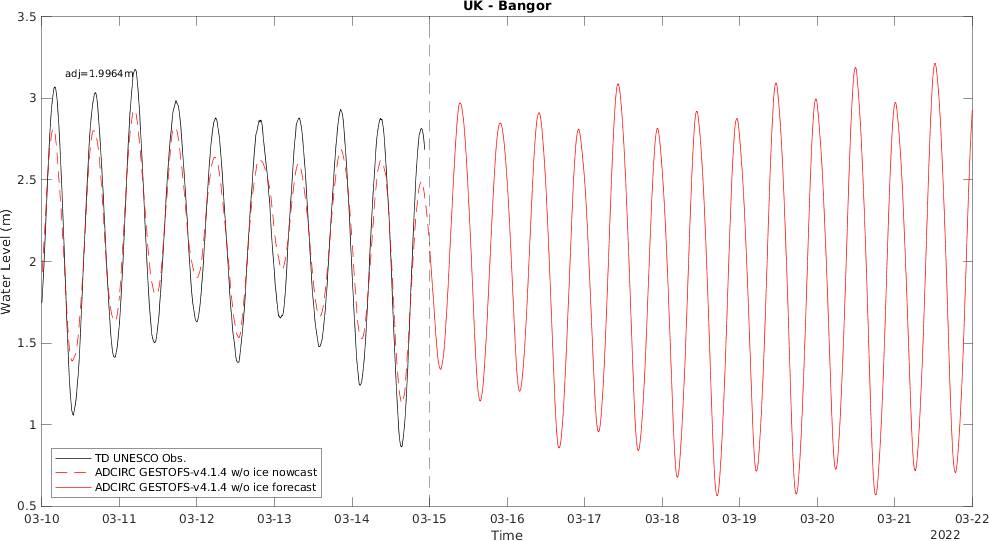 UK - Bangor
3.5
adj=1.9964m
3
2.5
2
1.5
1
0.5
Water Level (m)
TD UNESCO Obs.
ADCIRC GESTOFS-v4.1.4 w/o ice nowcast
ADCIRC GESTOFS-v4.1.4 w/o ice forecast
03-10 03-11 03-12 03-13 03-14 03-15 03-16 03-17 03-18 03-19 03-20 03-21 03-22
Time
2022